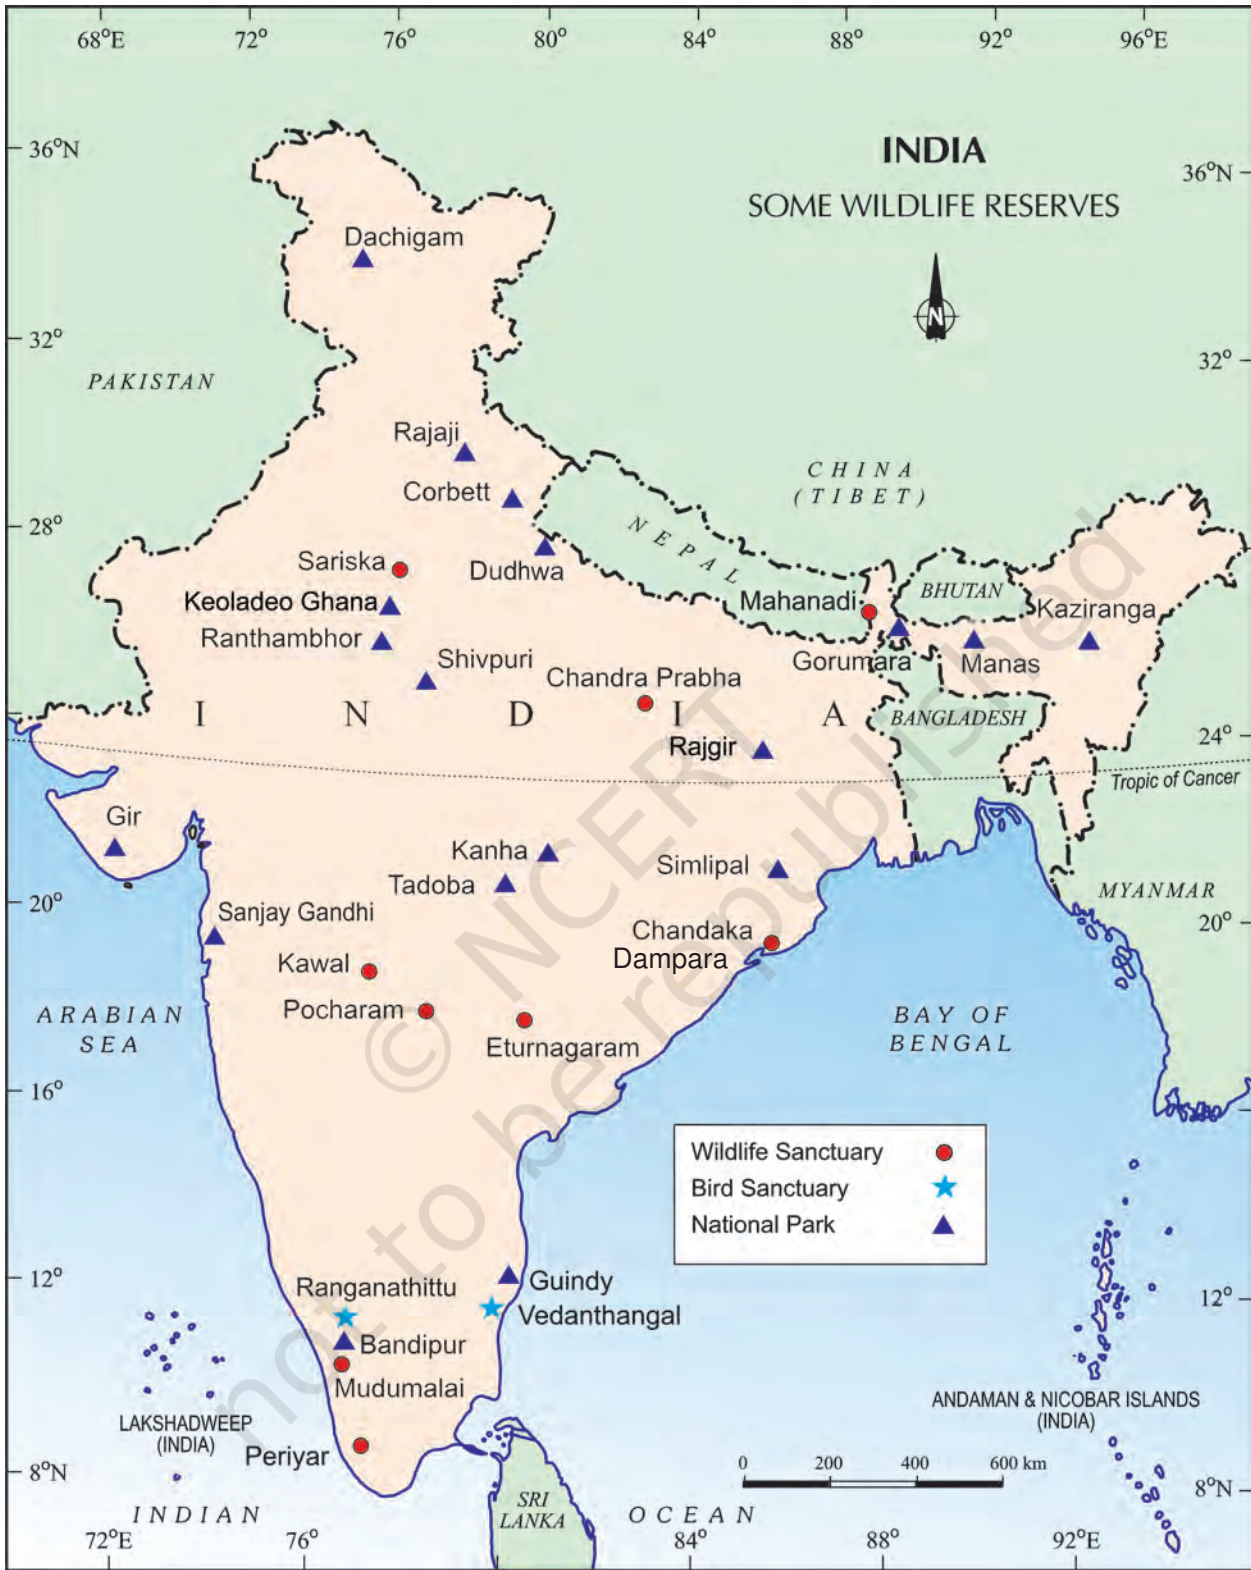 68°E 72° 76° 80° 84° 88° 92° 96°E
36°N
INDIA
SOME WILDLIFE RESERVES
36°N
N
Dachigam
32°
32°
PAKISTAN
Rajaji
Corbett
CHINA
(TIBET)
28°
28°
NEPAL
Sariska
Dudhwa
Keoladeo Ghana
Ranthambhor
Mahanadi
BHUTAN
Kaziranga
Shivpuri
Gorumara
Manas
Chandra Prabha
INDIA
BANGLADESH
Rajgir
24°
Tropic of Cancer
Gir
Kanha
Tadoba
Simlipal
MYANMAR
20°
20°
Sanjay Gandhi
Chandaka
Dampara
Kawal
Pocharam
Eturnagaram
ARABIAN
SEA
BAY OF
BENGAL
16°
Wildlife Sanctuary
Bird Sanctuary
National Park
12°
12°
Ranganathittu
Guindy
Vedanthangal
Bandipur
Mudumalai
Periyar
LAKSHADWEEP
(INDIA)
ANDAMAN & NICOBAR ISLANDS
(INDIA)
0 200 400 600 km
8°N
8°N
SRI
LANKA
INDIAN OCEAN
72°E 76° 84° 88° 92°E
© NCERT
not to be republished